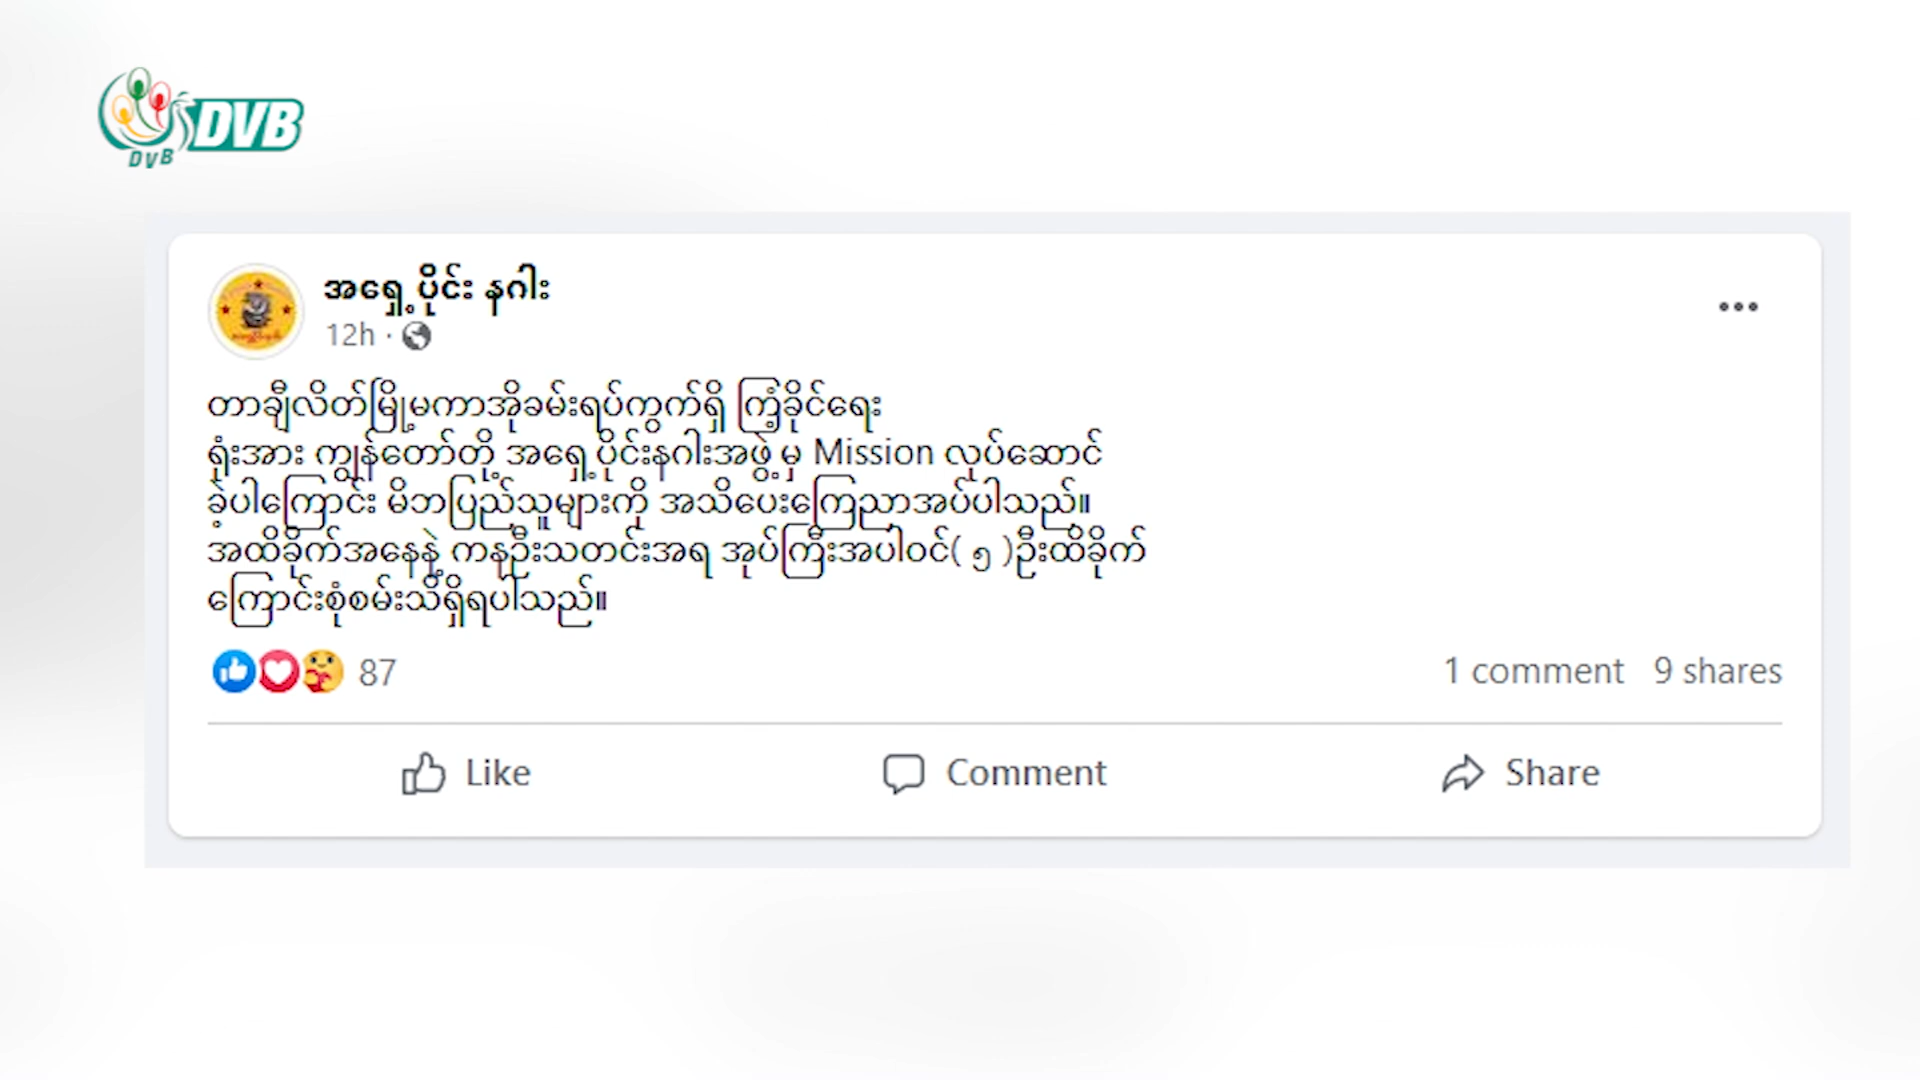 DVB
DVB
အရှေ့ပိုင်း နဂါး
12h ·
တာချီလိတ်မြို့မကာအိုခမ်းရပ်ကွက်ရှိ ကြံ့ခိုင်ရေး
ရုံးအား ကျွန်တော်တို့ အရှေ့ပိုင်းနဂါးအဖွဲ့မှ Mission လုပ်ဆောင်
ခဲ့ပါကြောင်း မိဘပြည်သူများကို အသိပေးကြေညာအပ်ပါသည်။
အထိခိုက်အနေနဲ့ ကနဦးသတင်းအရ အုပ်ကြီးအပါဝင်( ၅ )ဦးထိခိုက်
ကြောင်းစုံစမ်းသိရှိရပါသည်။
87
1 comment 9 shares
Like Comment Share